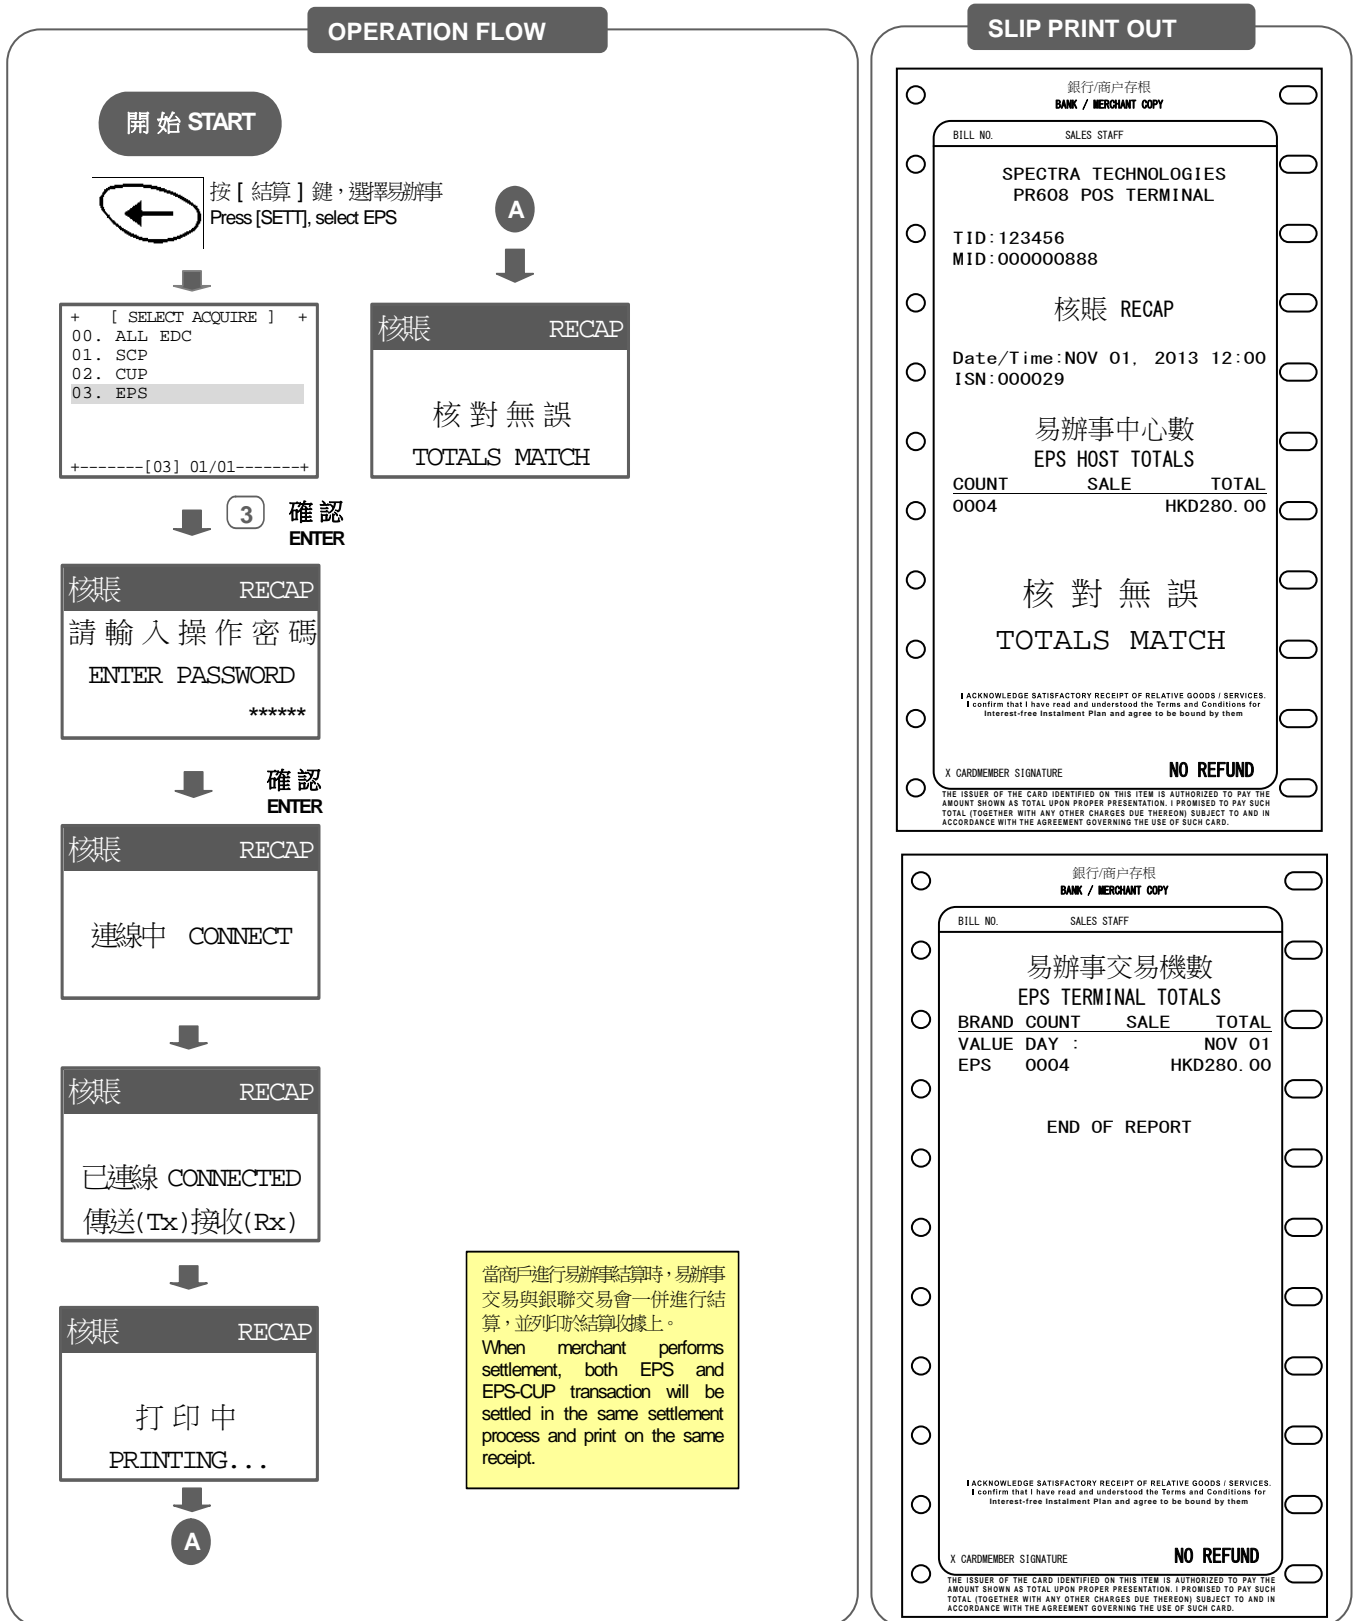 OPERATION FLOW
開 始 START
按 [ 結算 ] 鍵，選擇易辦事
Press [SETT], select EPS
+ [ SELECT ACQUIRE ] +
00. ALL EDC
01. SCP
02. CUP
03. EPS
+-------[03] 01/01-------+
3 確 認
ENTER
核賬 RECAP
請 輸 入 操 作 密 碼
ENTER PASSWORD
******
確 認
ENTER
核賬 RECAP
連線中 CONNECT
核賬 RECAP
已連線 CONNECTED
傳送(Tx)接收(Rx)
核賬 RECAP
打 印 中
PRINTING...
A
A
核賬 RECAP
核 對 無 誤
TOTALS MATCH
當商戶進行易辦事結算時，易辦事
交易與銀聯交易會一併進行結
算，並列印於結算收據上。
When merchant performs
settlement, both EPS and
EPS-CUP transaction will be
settled in the same settlement
process and print on the same
receipt.
SLIP PRINT OUT
銀行/商户存根
BANK / MERCHANT COPY
BILL NO. SALES STAFF
SPECTRA TECHNOLOGIES
PR608 POS TERMINAL
TID:123456
MID:000000888
核賬 RECAP
Date/Time:NOV 01, 2013 12:00
ISN:000029
易辦事中心數
EPS HOST TOTALS
COUNT SALE TOTAL
0004 HKD280.00
核 對 無 誤
TOTALS MATCH
I ACKNOWLEDGE SATISFACTORY RECEIPT OF RELATIVE GOODS / SERVICES.
I confirm that I have read and understood the Terms and Conditions for
Interest-free Instalment Plan and agree to be bound by them
X CARDMEMBER SIGNATURE NO REFUND
THE ISSUER OF THE CARD IDENTIFIED ON THIS ITEM IS AUTHORIZED TO PAY THE
AMOUNT SHOWN AS TOTAL UPON PROPER PRESENTATION. I PROMISED TO PAY SUCH
TOTAL (TOGETHER WITH ANY OTHER CHARGES DUE THEREON) SUBJECT TO AND IN
ACCORDANCE WITH THE AGREEMENT GOVERNING THE USE OF SUCH CARD.
銀行/商户存根
BANK / MERCHANT COPY
BILL NO. SALES STAFF
易辦事交易機數
EPS TERMINAL TOTALS
BRAND COUNT SALE TOTAL
VALUE DAY : NOV 01
EPS 0004 HKD280.00
END OF REPORT
I ACKNOWLEDGE SATISFACTORY RECEIPT OF RELATIVE GOODS / SERVICES.
I confirm that I have read and understood the Terms and Conditions for
Interest-free Instalment Plan and agree to be bound by them
X CARDMEMBER SIGNATURE NO REFUND
THE ISSUER OF THE CARD IDENTIFIED ON THIS ITEM IS AUTHORIZED TO PAY THE
AMOUNT SHOWN AS TOTAL UPON PROPER PRESENTATION. I PROMISED TO PAY SUCH
TOTAL (TOGETHER WITH ANY OTHER CHARGES DUE THEREON) SUBJECT TO AND IN
ACCORDANCE WITH THE AGREEMENT GOVERNING THE USE OF SUCH CARD.